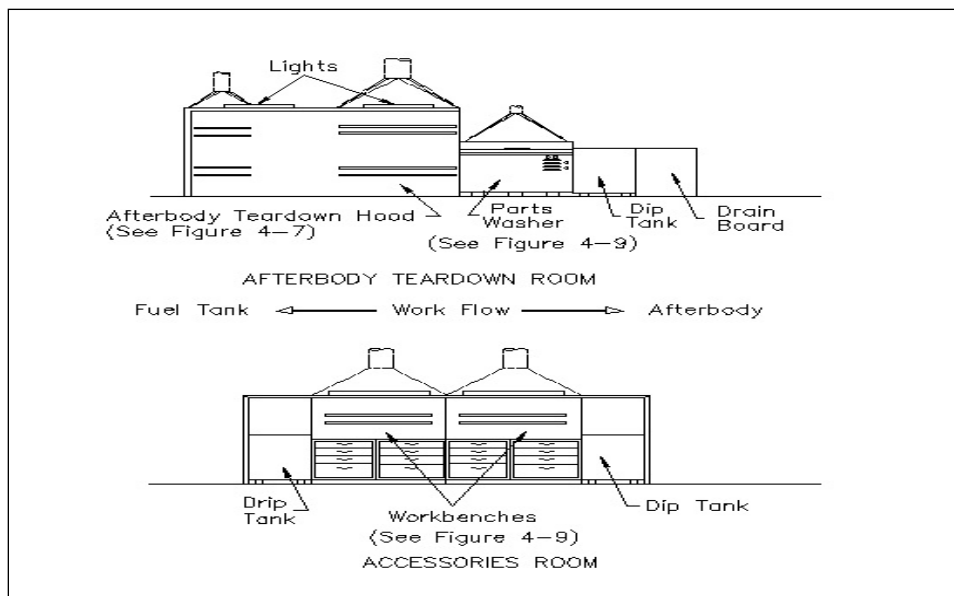 Lights
Afterbody Teardown Hood
(See Figure 4-7)
Parts
Washer
(See Figure 4-9)
Dip
Tank
Drain
Board
AFTERBODY TEARDOWN ROOM
Fuel Tank
Work Flow
Afterbody
Drip
Tank
Workbenches
(See Figure 4-9)
Dip Tank
ACCESSORIES ROOM